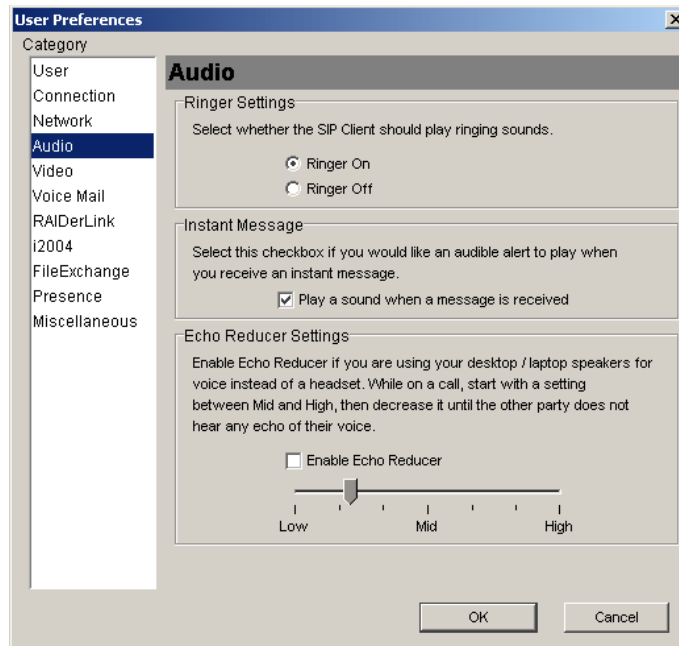 User Preferences
Category
User
Connection
Network
Audio
Video
Voice Mail
RAIDerLink
i2004
FileExchange
Presence
Miscellaneous
Audio
Ringer Settings
Select whether the SIP Client should play ringing sounds.
Ringer On
Ringer Off
Instant Message
Select this checkbox if you would like an audible alert to play when
you receive an instant message.
Play a sound when a message is received
Echo Reducer Settings
Enable Echo Reducer if you are using your desktop / laptop speakers for
voice instead of a headset. While on a call, start with a setting
between Mid and High, then decrease it until the other party does not
hear any echo of their voice.
Enable Echo Reducer
Low Mid High
OK Cancel